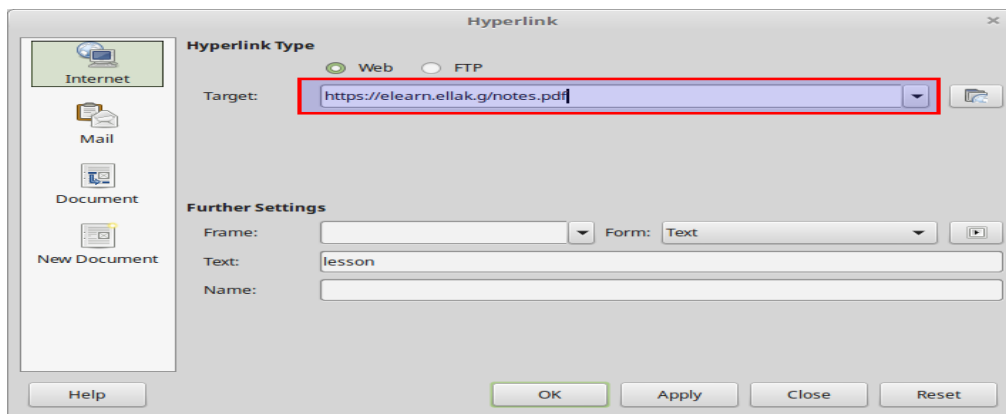 Hyperlink
Internet
Mail
Document
New Document
Hyperlink Type
Web FTP
Target: https://elearn.ellak.g/notes.pdf
Further Settings
Frame: Form: Text
Text: lesson
Name:
Help OK Apply Close Reset